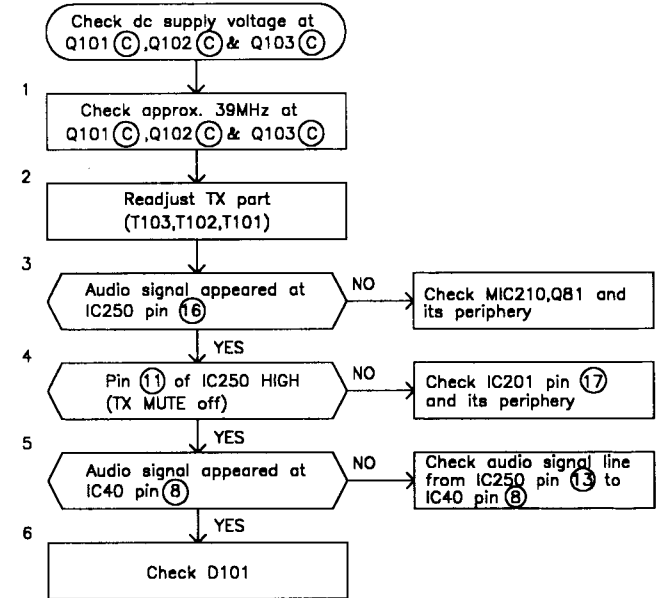 Check dc supply voltage at
Q101 Ⓒ ,Q102 Ⓒ & Q103 Ⓒ
1
Check approx. 39MHz at
Q101 Ⓒ ,Q102 Ⓒ & Q103 Ⓒ
2
Readjust TX part
(T103,T102,T101)
3
Audio signal appeared at
IC250 pin ⑯
NO
Check MIC210,Q81 and
its periphery
YES
4
Pin ⑪ of IC250 HIGH
(TX MUTE off)
NO
Check IC201 pin ⑰
and its periphery
YES
5
Audio signal appeared at
IC40 pin ⑧
NO
Check audio signal line
from IC250 pin ⑬ to
IC40 pin ⑧
YES
6
Check D101